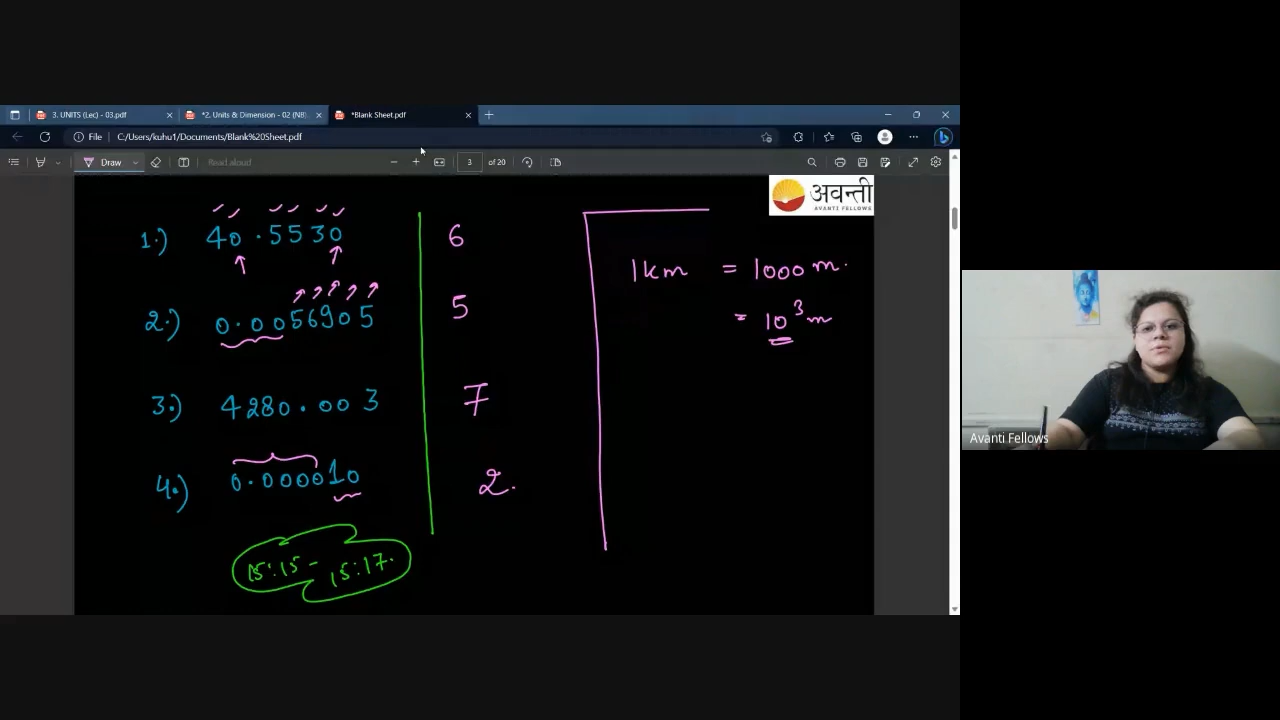 3. UNITS (Lec) - 03.pdf
*2. Units & Dimension - 02 (NB)
*Blank Sheet.pdf
File
C:/Users/kuhu1/Documents/Blank%20Sheet.pdf
Draw
Read aloud
3
of 20
अवन्ती
AVANTI FELLOWS
1.) 40.5530
6
1km = 1000 m.
= 10³ m
2.) 0.0056905
5
3.) 4280.003
7
4.) 0.000010
2.
15:15 - 15:17.
Avanti Fellows